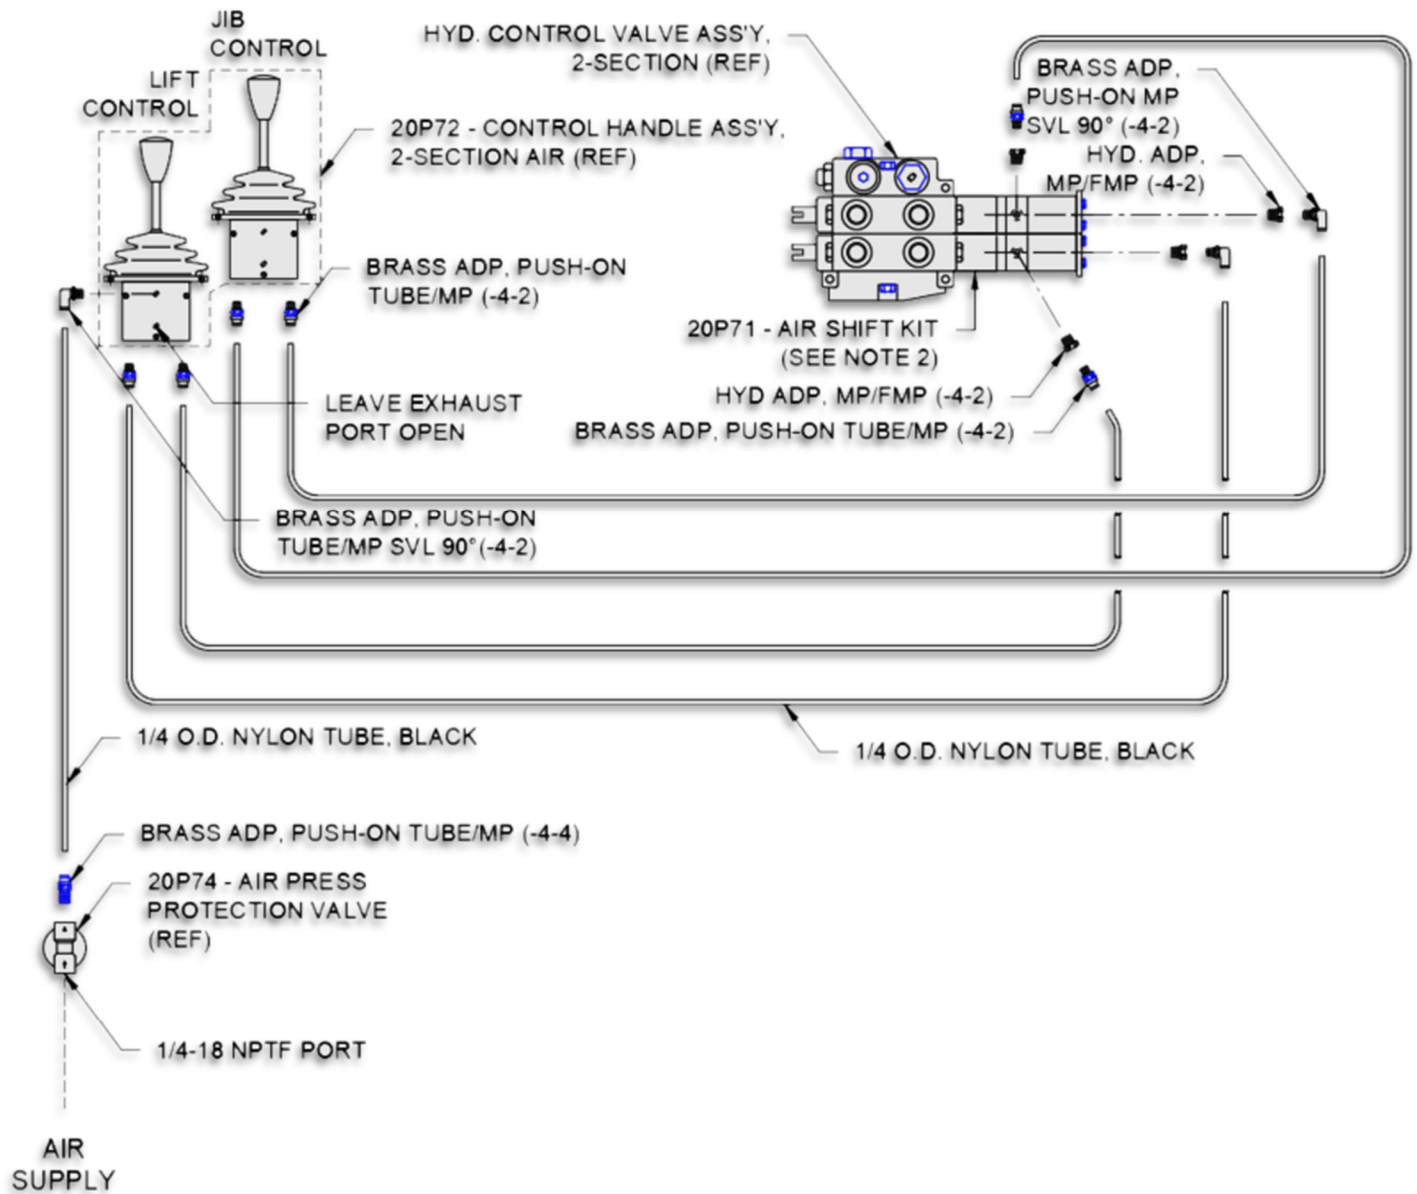 JIB
CONTROL
LIFT
CONTROL
HYD. CONTROL VALVE ASS'Y,
2-SECTION (REF)
20P72 - CONTROL HANDLE ASS'Y,
2-SECTION AIR (REF)
BRASS ADP,
PUSH-ON MP
SVL 90° (-4-2)
HYD. ADP,
MP/FMP (-4-2)
BRASS ADP, PUSH-ON
TUBE/MP (-4-2)
20P71 - AIR SHIFT KIT
(SEE NOTE 2)
HYD ADP, MP/FMP (-4-2)
BRASS ADP, PUSH-ON TUBE/MP (-4-2)
LEAVE EXHAUST
PORT OPEN
BRASS ADP, PUSH-ON
TUBE/MP SVL 90°(-4-2)
1/4 O.D. NYLON TUBE, BLACK
1/4 O.D. NYLON TUBE, BLACK
BRASS ADP, PUSH-ON TUBE/MP (-4-4)
20P74 - AIR PRESS
PROTECTION VALVE
(REF)
1/4-18 NPTF PORT
AIR
SUPPLY